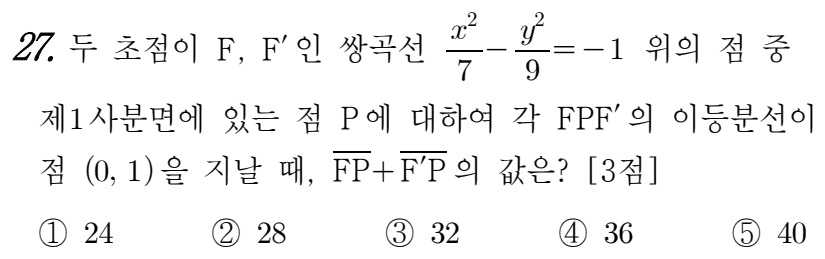 27. 두 초점이 F, F′인 쌍곡선 x²/7 − y²/9 = −1 위의 점 중
제1사분면에 있는 점 P에 대하여 각 FPF′의 이등분선이
점 (0, 1)을 지날 때, F̅P̅+F̅′̅P̅의 값은? [3점]
① 24 ② 28 ③ 32 ④ 36 ⑤ 40